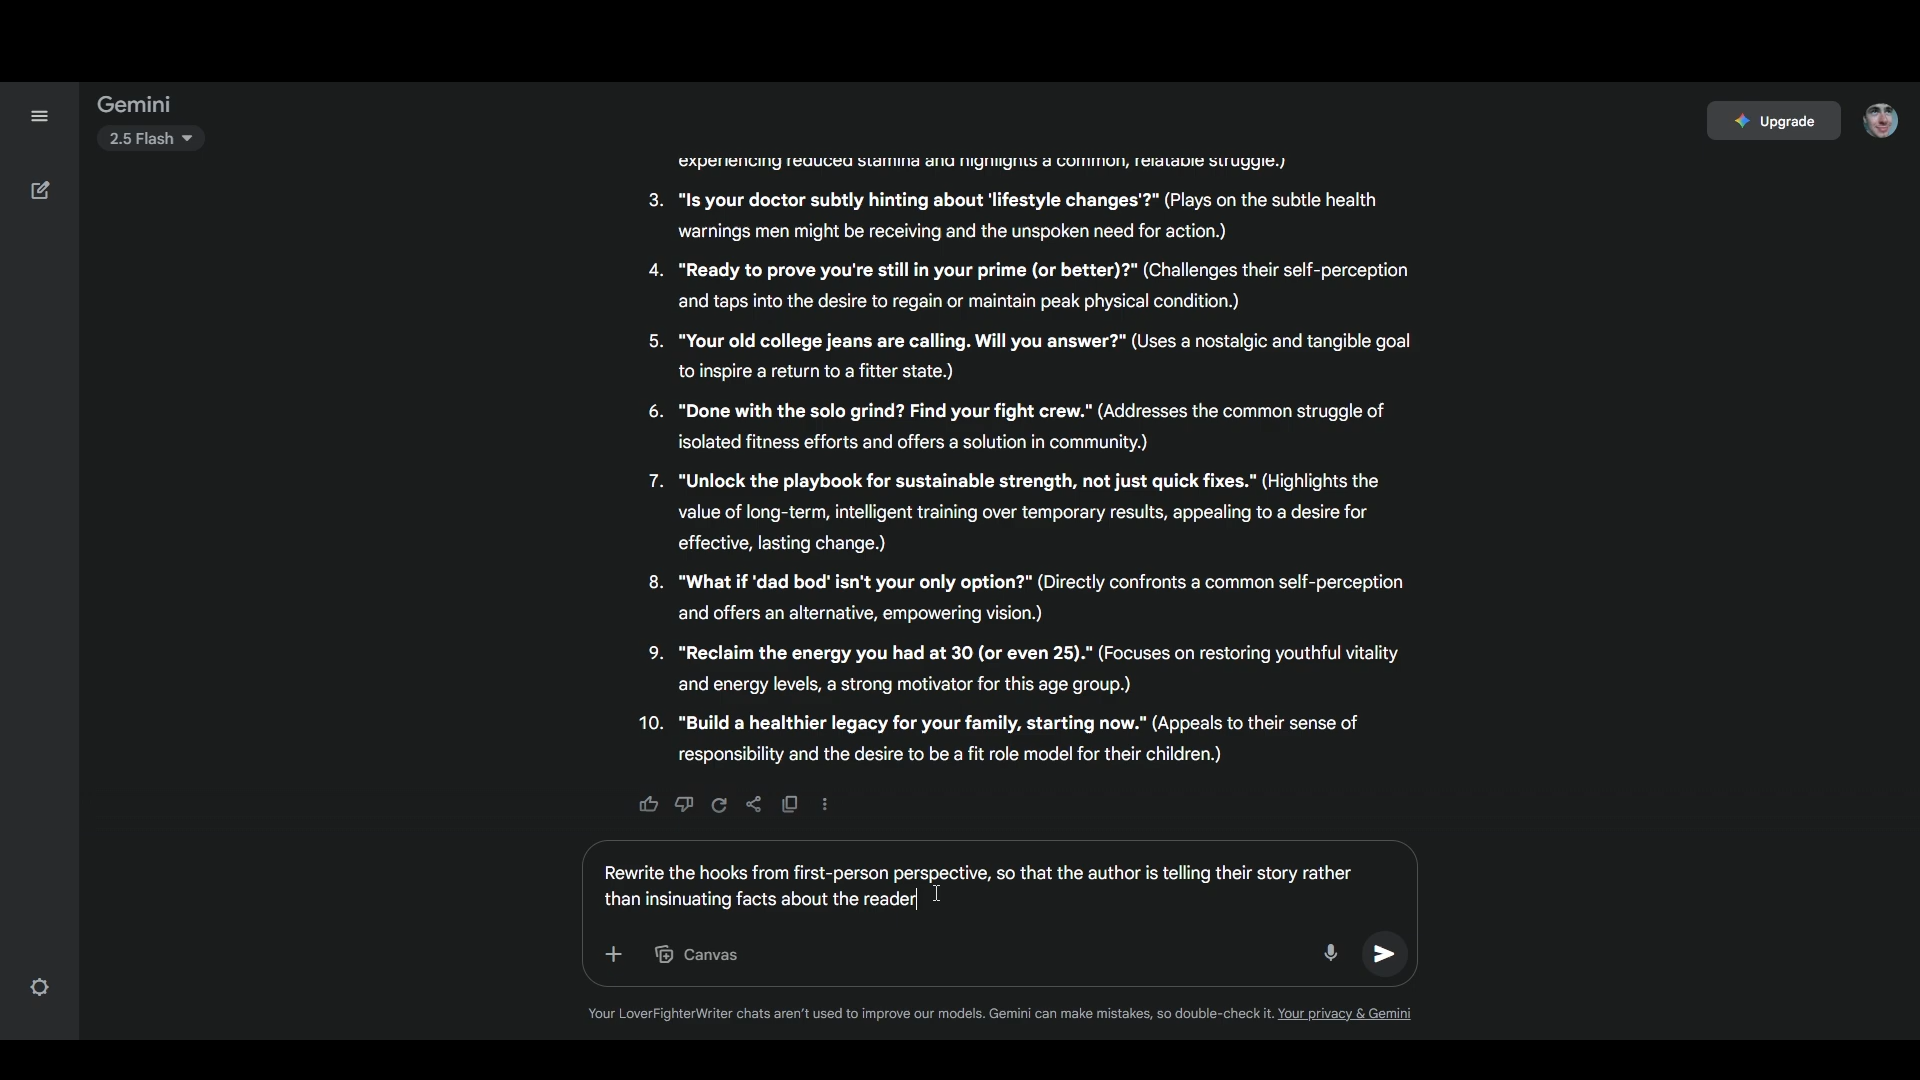 Gemini
2.5 Flash
Upgrade
experiencing reduced stamina and highlights a common, relatable struggle.)
3. "Is your doctor subtly hinting about 'lifestyle changes'?" (Plays on the subtle health
warnings men might be receiving and the unspoken need for action.)
4. "Ready to prove you're still in your prime (or better)?" (Challenges their self-perception
and taps into the desire to regain or maintain peak physical condition.)
5. "Your old college jeans are calling. Will you answer?" (Uses a nostalgic and tangible goal
to inspire a return to a fitter state.)
6. "Done with the solo grind? Find your fight crew." (Addresses the common struggle of
isolated fitness efforts and offers a solution in community.)
7. "Unlock the playbook for sustainable strength, not just quick fixes." (Highlights the
value of long-term, intelligent training over temporary results, appealing to a desire for
effective, lasting change.)
8. "What if 'dad bod' isn't your only option?" (Directly confronts a common self-perception
and offers an alternative, empowering vision.)
9. "Reclaim the energy you had at 30 (or even 25)." (Focuses on restoring youthful vitality
and energy levels, a strong motivator for this age group.)
10. "Build a healthier legacy for your family, starting now." (Appeals to their sense of
responsibility and the desire to be a fit role model for their children.)
Rewrite the hooks from first-person perspective, so that the author is telling their story rather
than insinuating facts about the reader
Canvas
Your LoverFighterWriter chats aren't used to improve our models. Gemini can make mistakes, so double-check it. Your privacy & Gemini